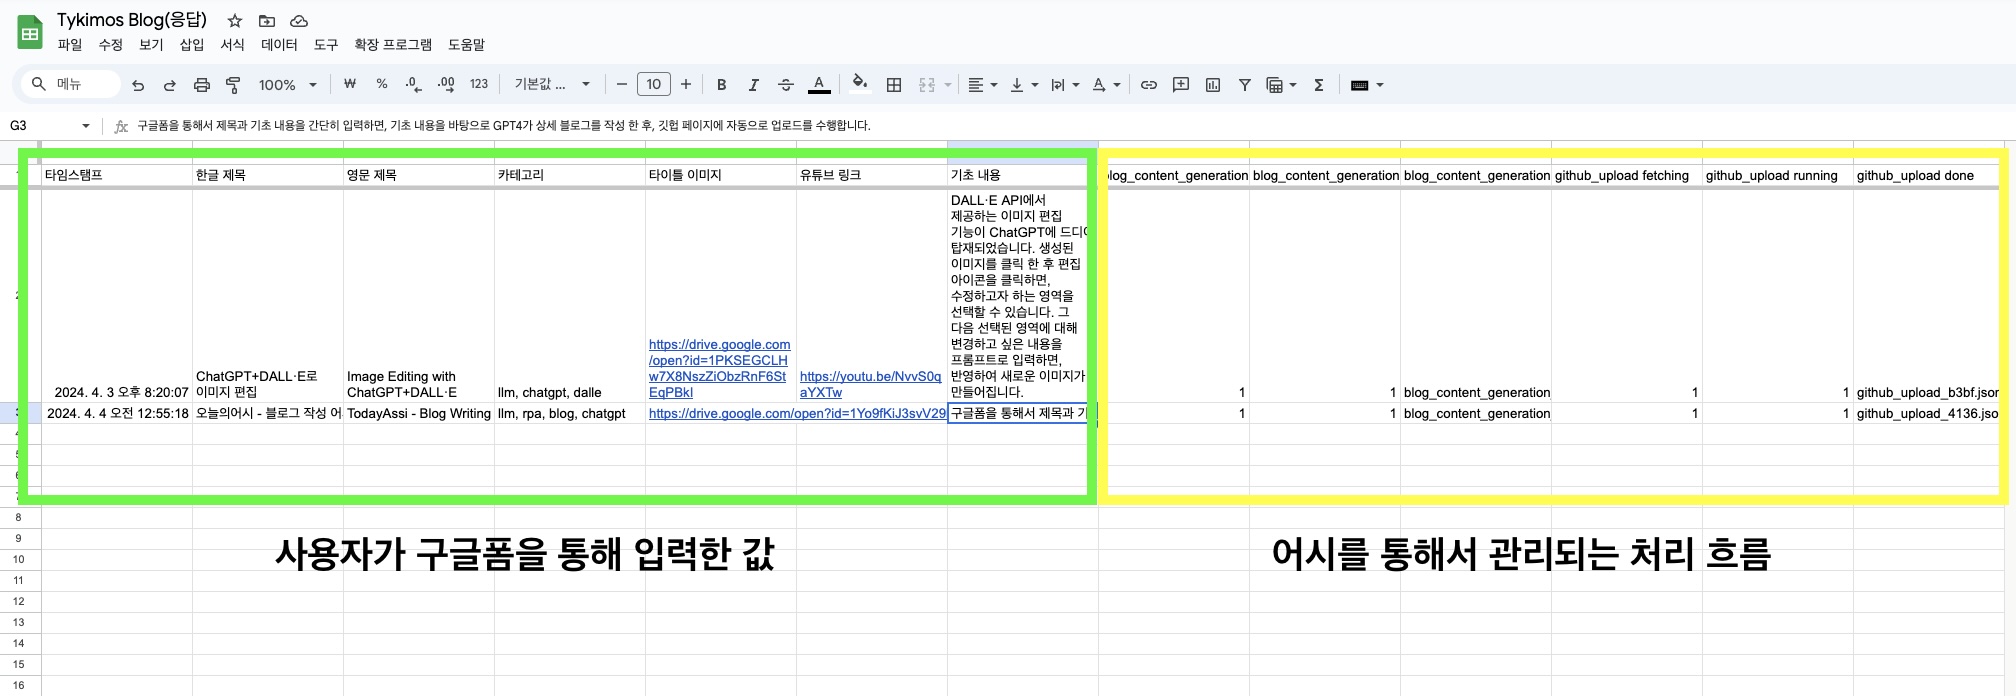 Tykimos Blog(응답)
파일 수정 보기 삽입 서식 데이터 도구 확장 프로그램 도움말
메뉴 100% ₩ % .0 .00 123 기본값 ... 10 B I A
G3 fx 구글폼을 통해서 제목과 기초 내용을 간단히 입력하면, 기초 내용을 바탕으로 GPT4가 상세 블로그를 작성 한 후, 깃헙 페이지에 자동으로 업로드를 수행합니다.
타임스탬프 한글 제목 영문 제목 카테고리 타이틀 이미지 유튜브 링크 기초 내용 blog_content_generation blog_content_generation blog_content_generation github_upload fetching github_upload running github_upload done
2
2024. 4. 3 오후 8:20:07
ChatGPT+DALL·E로
이미지 편집
Image Editing with
ChatGPT+DALL·E
llm, chatgpt, dalle
https://drive.google.com
/open?id=1PKSEGCLH
w7X8NszZiObzRnF6St
EqPBkl
https://youtu.be/NvvS0q
aYXTw
DALL·E API에서
제공하는 이미지 편집
기능이 ChatGPT에 드디어
탑재되었습니다. 생성된
이미지를 클릭 한 후 편집
아이콘을 클릭하면,
수정하고자 하는 영역을
선택할 수 있습니다. 그
다음 선택된 영역에 대해
변경하고 싶은 내용을
프롬프트로 입력하면,
반영하여 새로운 이미지가
만들어집니다.
1 1 blog_content_generation 1 1 github_upload_b3bf.json
3 2024. 4. 4 오전 12:55:18 오늘의어시 - 블로그 작성 어 TodayAssi - Blog Writing llm, rpa, blog, chatgpt https://drive.google.com/open?id=1Yo9fKiJ3svV29 구글폼을 통해서 제목과 기 1 1 blog_content_generation 1 1 github_upload_4136.jso
8
9
10
11
12
13
14
15
16
사용자가 구글폼을 통해 입력한 값
어시를 통해서 관리되는 처리 흐름